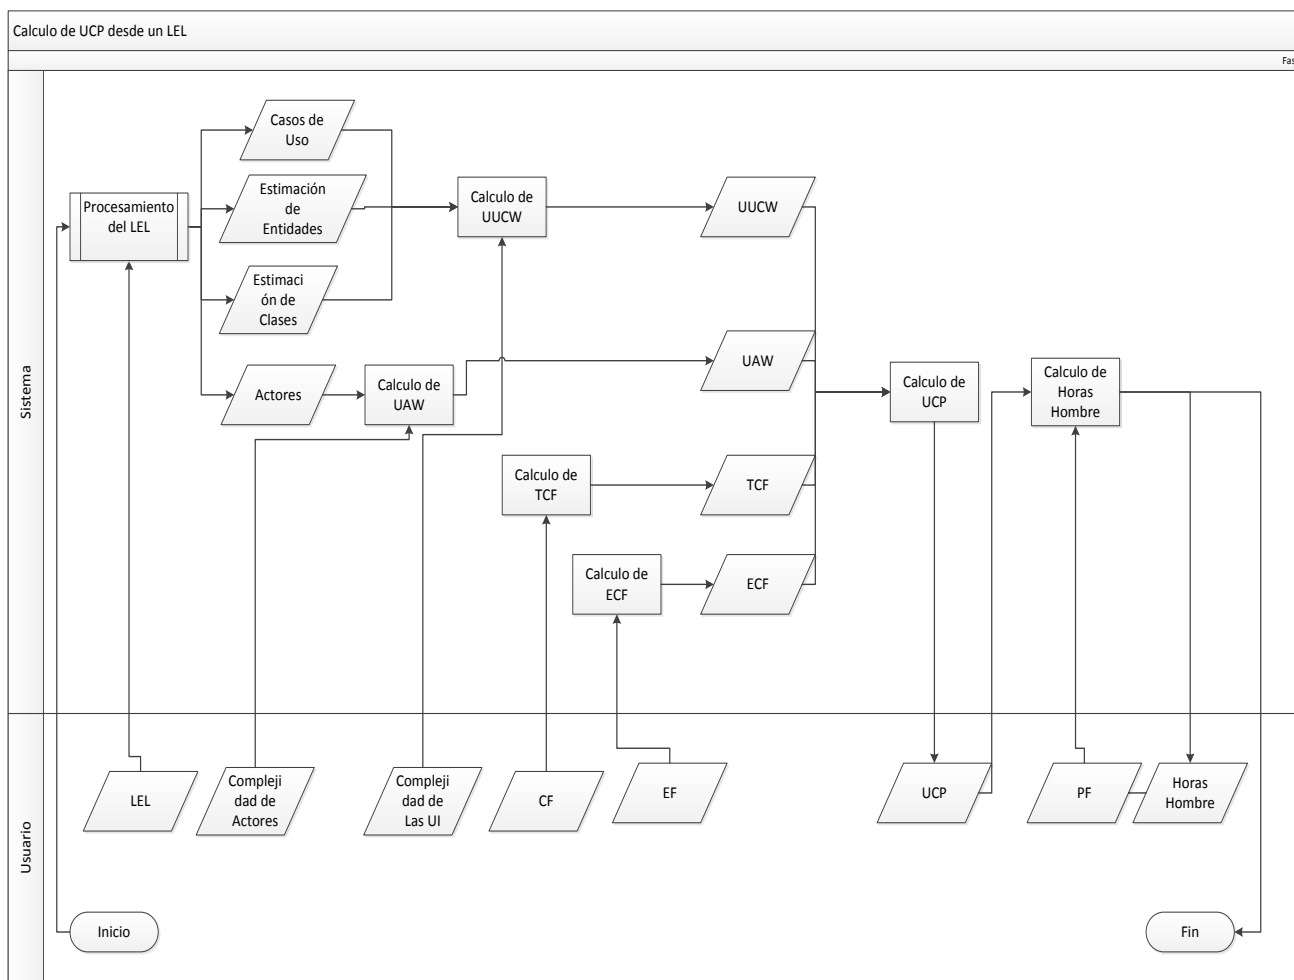 Calculo de UCP desde un LEL
Fas
Sistema
Casos de
Uso
Procesamiento
del LEL
Estimación
de
Entidades
Calculo de
UUCW
UUCW
Estimaci
ón de
Clases
Actores
Calculo de
UAW
UAW
Calculo de
UCP
Calculo de
Horas
Hombre
Calculo de
TCF
TCF
Calculo de
ECF
ECF
Usuario
LEL
Compleji
dad de
Actores
Compleji
dad de
Las UI
CF
EF
UCP
PF
Horas
Hombre
Inicio
Fin